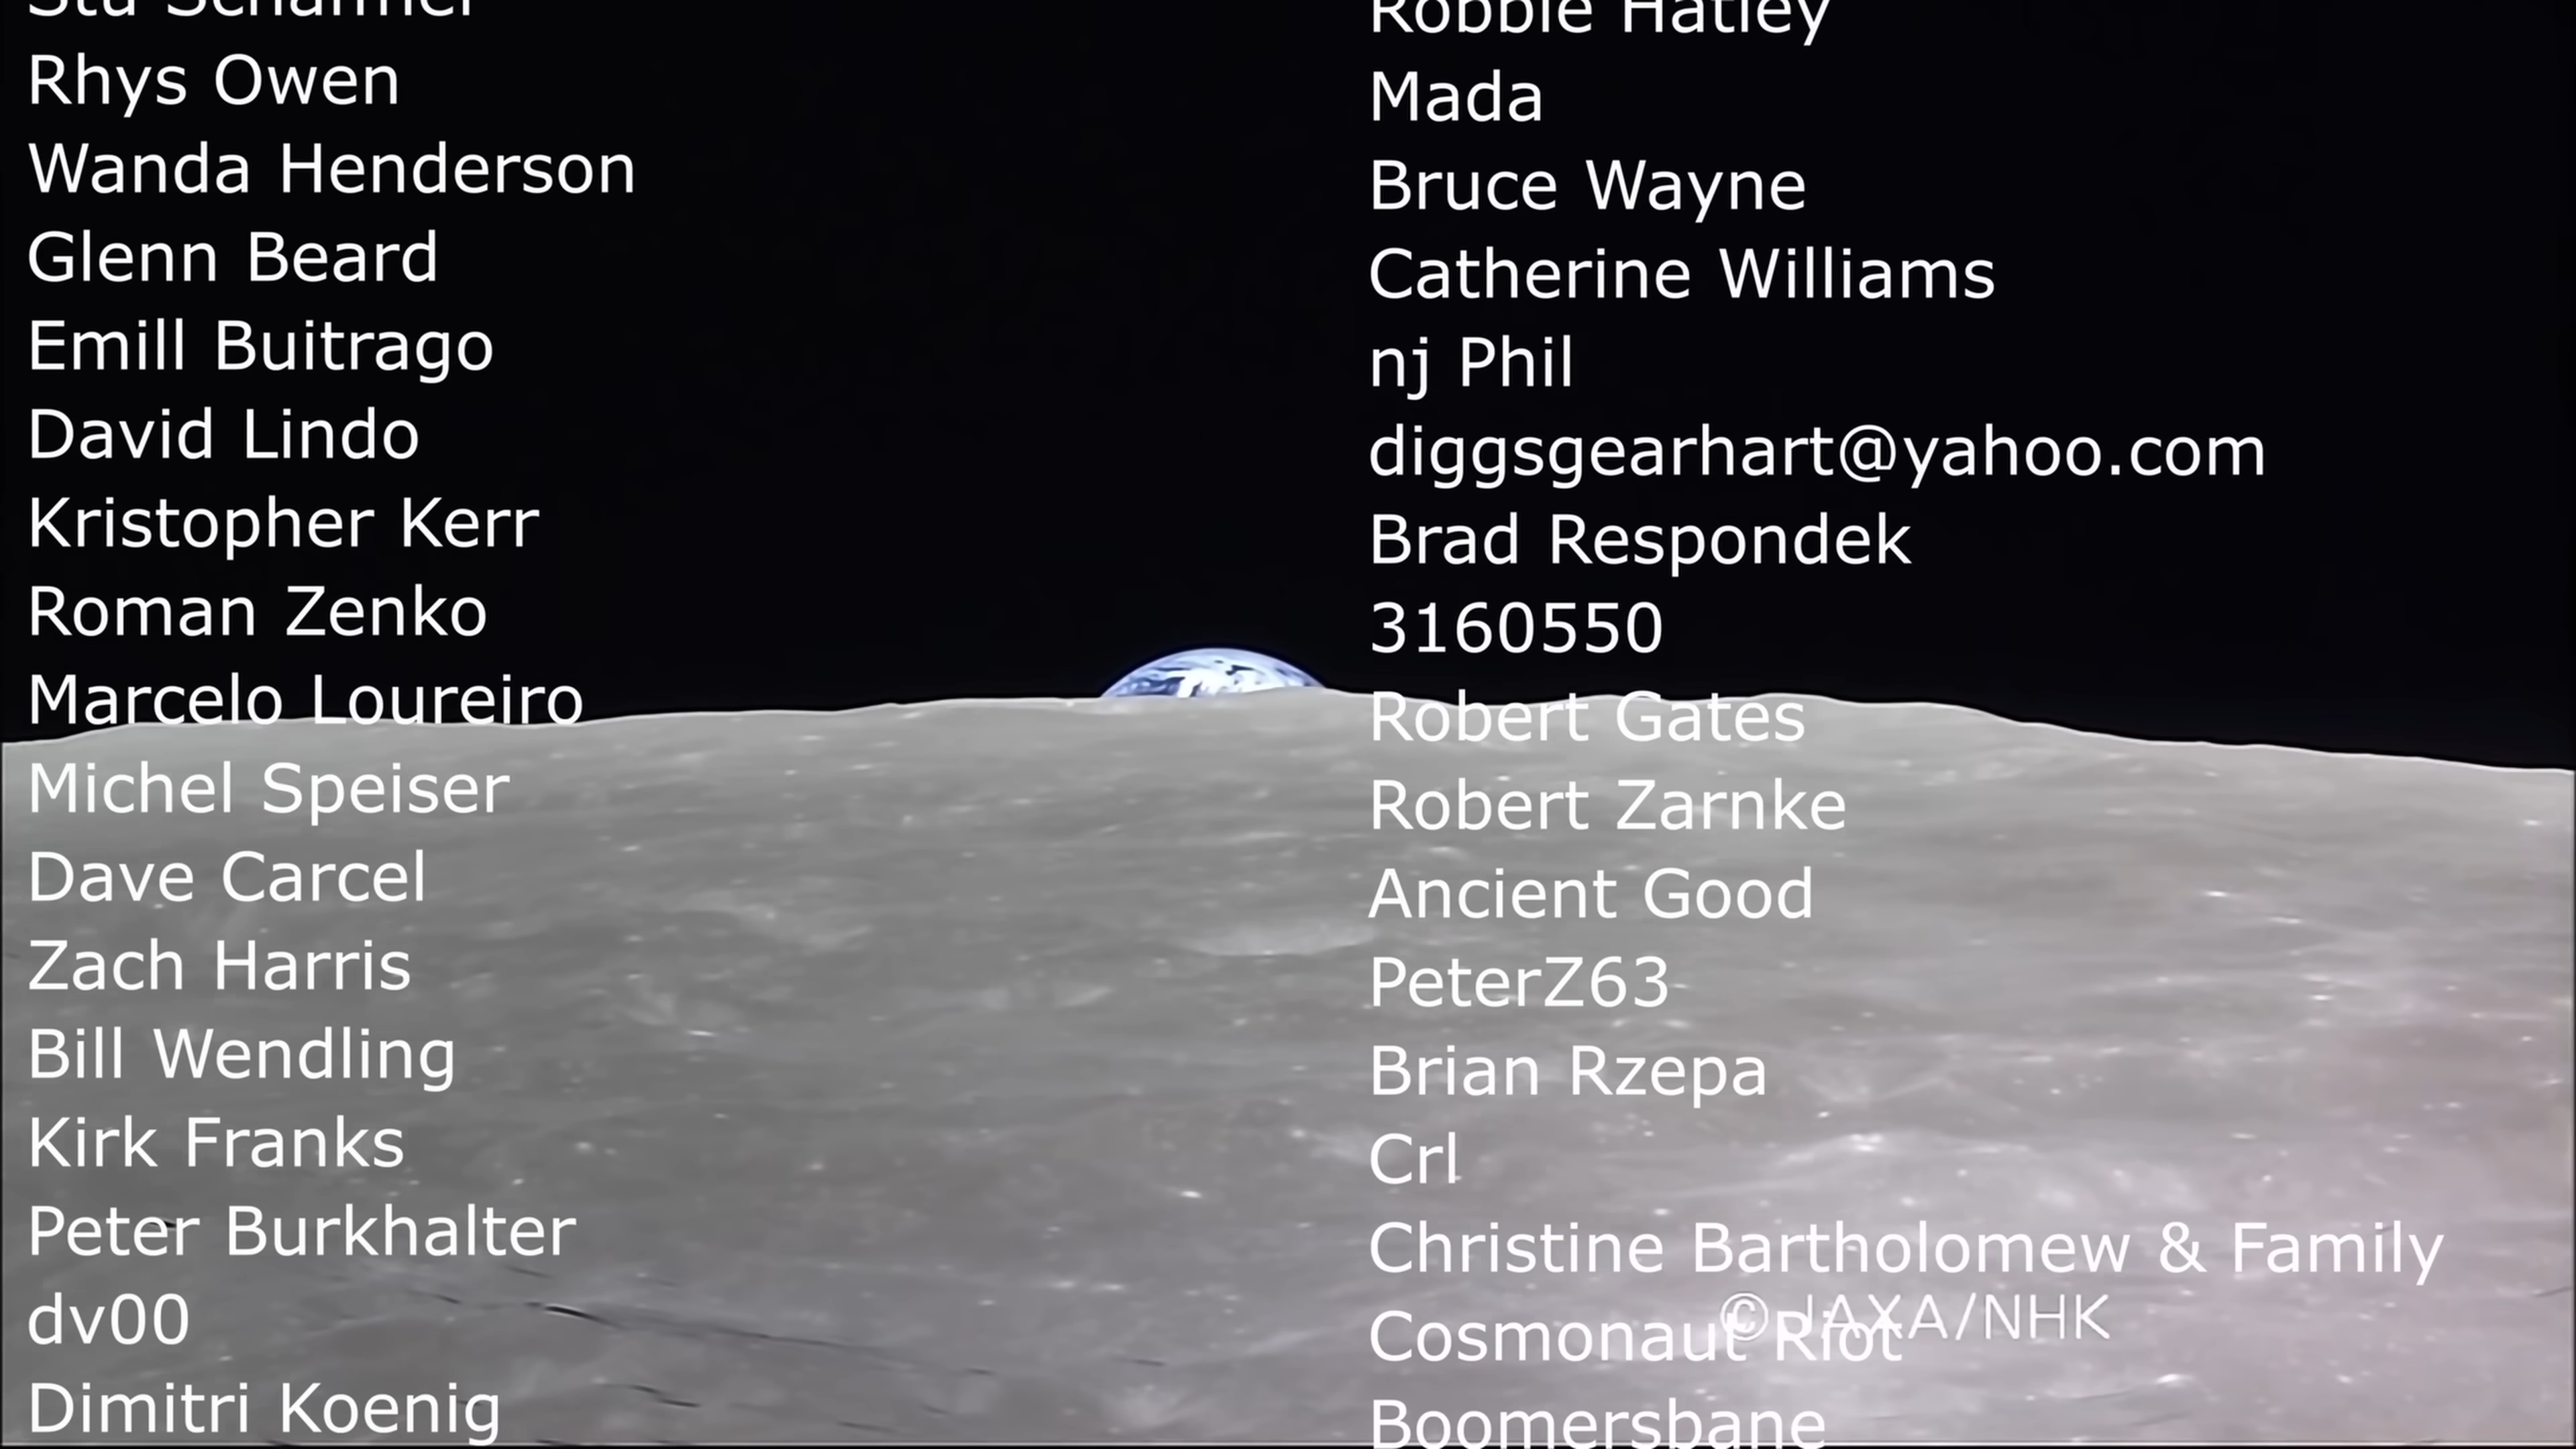 Rhys Owen
Wanda Henderson
Glenn Beard
Emill Buitrago
David Lindo
Kristopher Kerr
Roman Zenko
Marcelo Loureiro
Michel Speiser
Dave Carcel
Zach Harris
Bill Wendling
Kirk Franks
Peter Burkhalter
dv00
Dimitri Koenig
Robbie Hatley
Mada
Bruce Wayne
Catherine Williams
nj Phil
diggsgearhart@yahoo.com
Brad Respondek
3160550
Robert Gates
Robert Zarnke
Ancient Good
PeterZ63
Brian Rzepa
Crl
Christine Bartholomew & Family
Cosmonaut Riot
©JAXA/NHK
Boomersbane